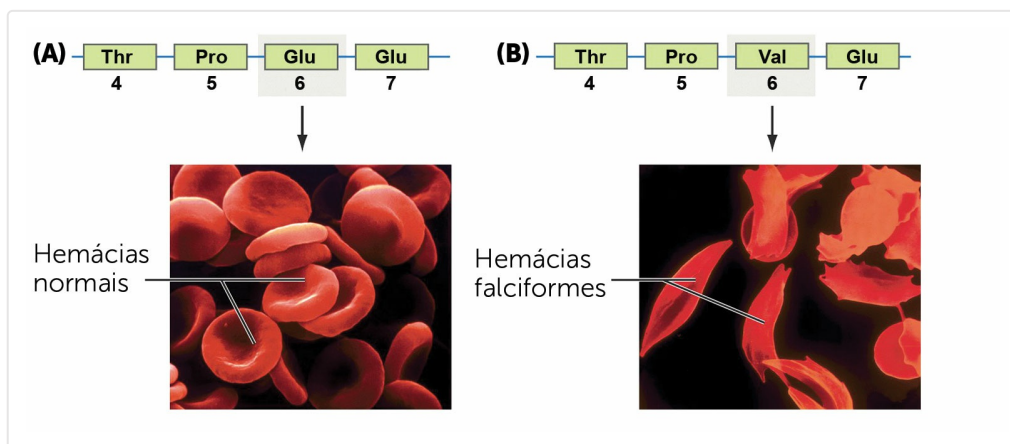 (A) Thr Pro Glu Glu
4 5 6 7
Hemácias
normais
(B) Thr Pro Val Glu
4 5 6 7
Hemácias
falciformes